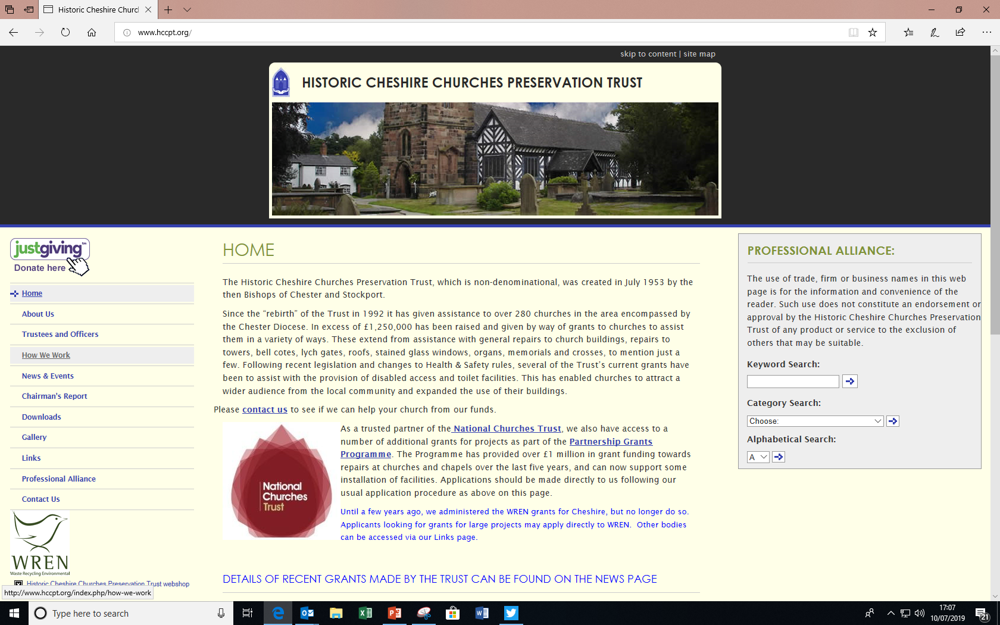 Historic Cheshire Churc
www.hccpt.org/
skip to content | site map
HISTORIC CHESHIRE CHURCHES PRESERVATION TRUST
justgiving™
Donate here
Home
About Us
Trustees and Officers
How We Work
News & Events
Chairman's Report
Downloads
Gallery
Links
Professional Alliance
Contact Us
WREN
Waste Recycling Environmental
Historic Cheshire Churches Preservation Trust webshop
http://www.hccpt.org/index.php/how-we-work
HOME
The Historic Cheshire Churches Preservation Trust, which is non-denominational, was created in July 1953 by the
then Bishops of Chester and Stockport.
Since the “rebirth” of the Trust in 1992 it has given assistance to over 280 churches in the area encompassed by
the Chester Diocese. In excess of £1,250,000 has been raised and given by way of grants to churches to assist
them in a variety of ways. These extend from assistance with general repairs to church buildings, repairs to
towers, bell cotes, lych gates, roofs, stained glass windows, organs, memorials and crosses, to mention just a
few. Following recent legislation and changes to Health & Safety rules, several of the Trust’s current grants have
been to assist with the provision of disabled access and toilet facilities. This has enabled churches to attract a
wider audience from the local community and expanded the use of their buildings.
Please contact us to see if we can help your church from our funds.
National
Churches
Trust
As a trusted partner of the National Churches Trust, we also have access to a
number of additional grants for projects as part of the Partnership Grants
Programme. The Programme has provided over £1 million in grant funding towards
repairs at churches and chapels over the last five years, and can now support some
installation of facilities. Applications should be made directly to us following our
usual application procedure as above on this page.
Until a few years ago, we administered the WREN grants for Cheshire, but no longer do so.
Applicants looking for grants for large projects may apply directly to WREN.  Other bodies
can be accessed via our Links page.
DETAILS OF RECENT GRANTS MADE BY THE TRUST CAN BE FOUND ON THE NEWS PAGE
PROFESSIONAL ALLIANCE:
The use of trade, firm or business names in this web
page is for the information and convenience of the
reader. Such use does not constitute an endorsement or
approval by the Historic Cheshire Churches Preservation
Trust of any product or service to the exclusion of
others that may be suitable.
Keyword Search:
Category Search:
Choose:
Alphabetical Search:
A
Type here to search
17:07
10/07/2019
21